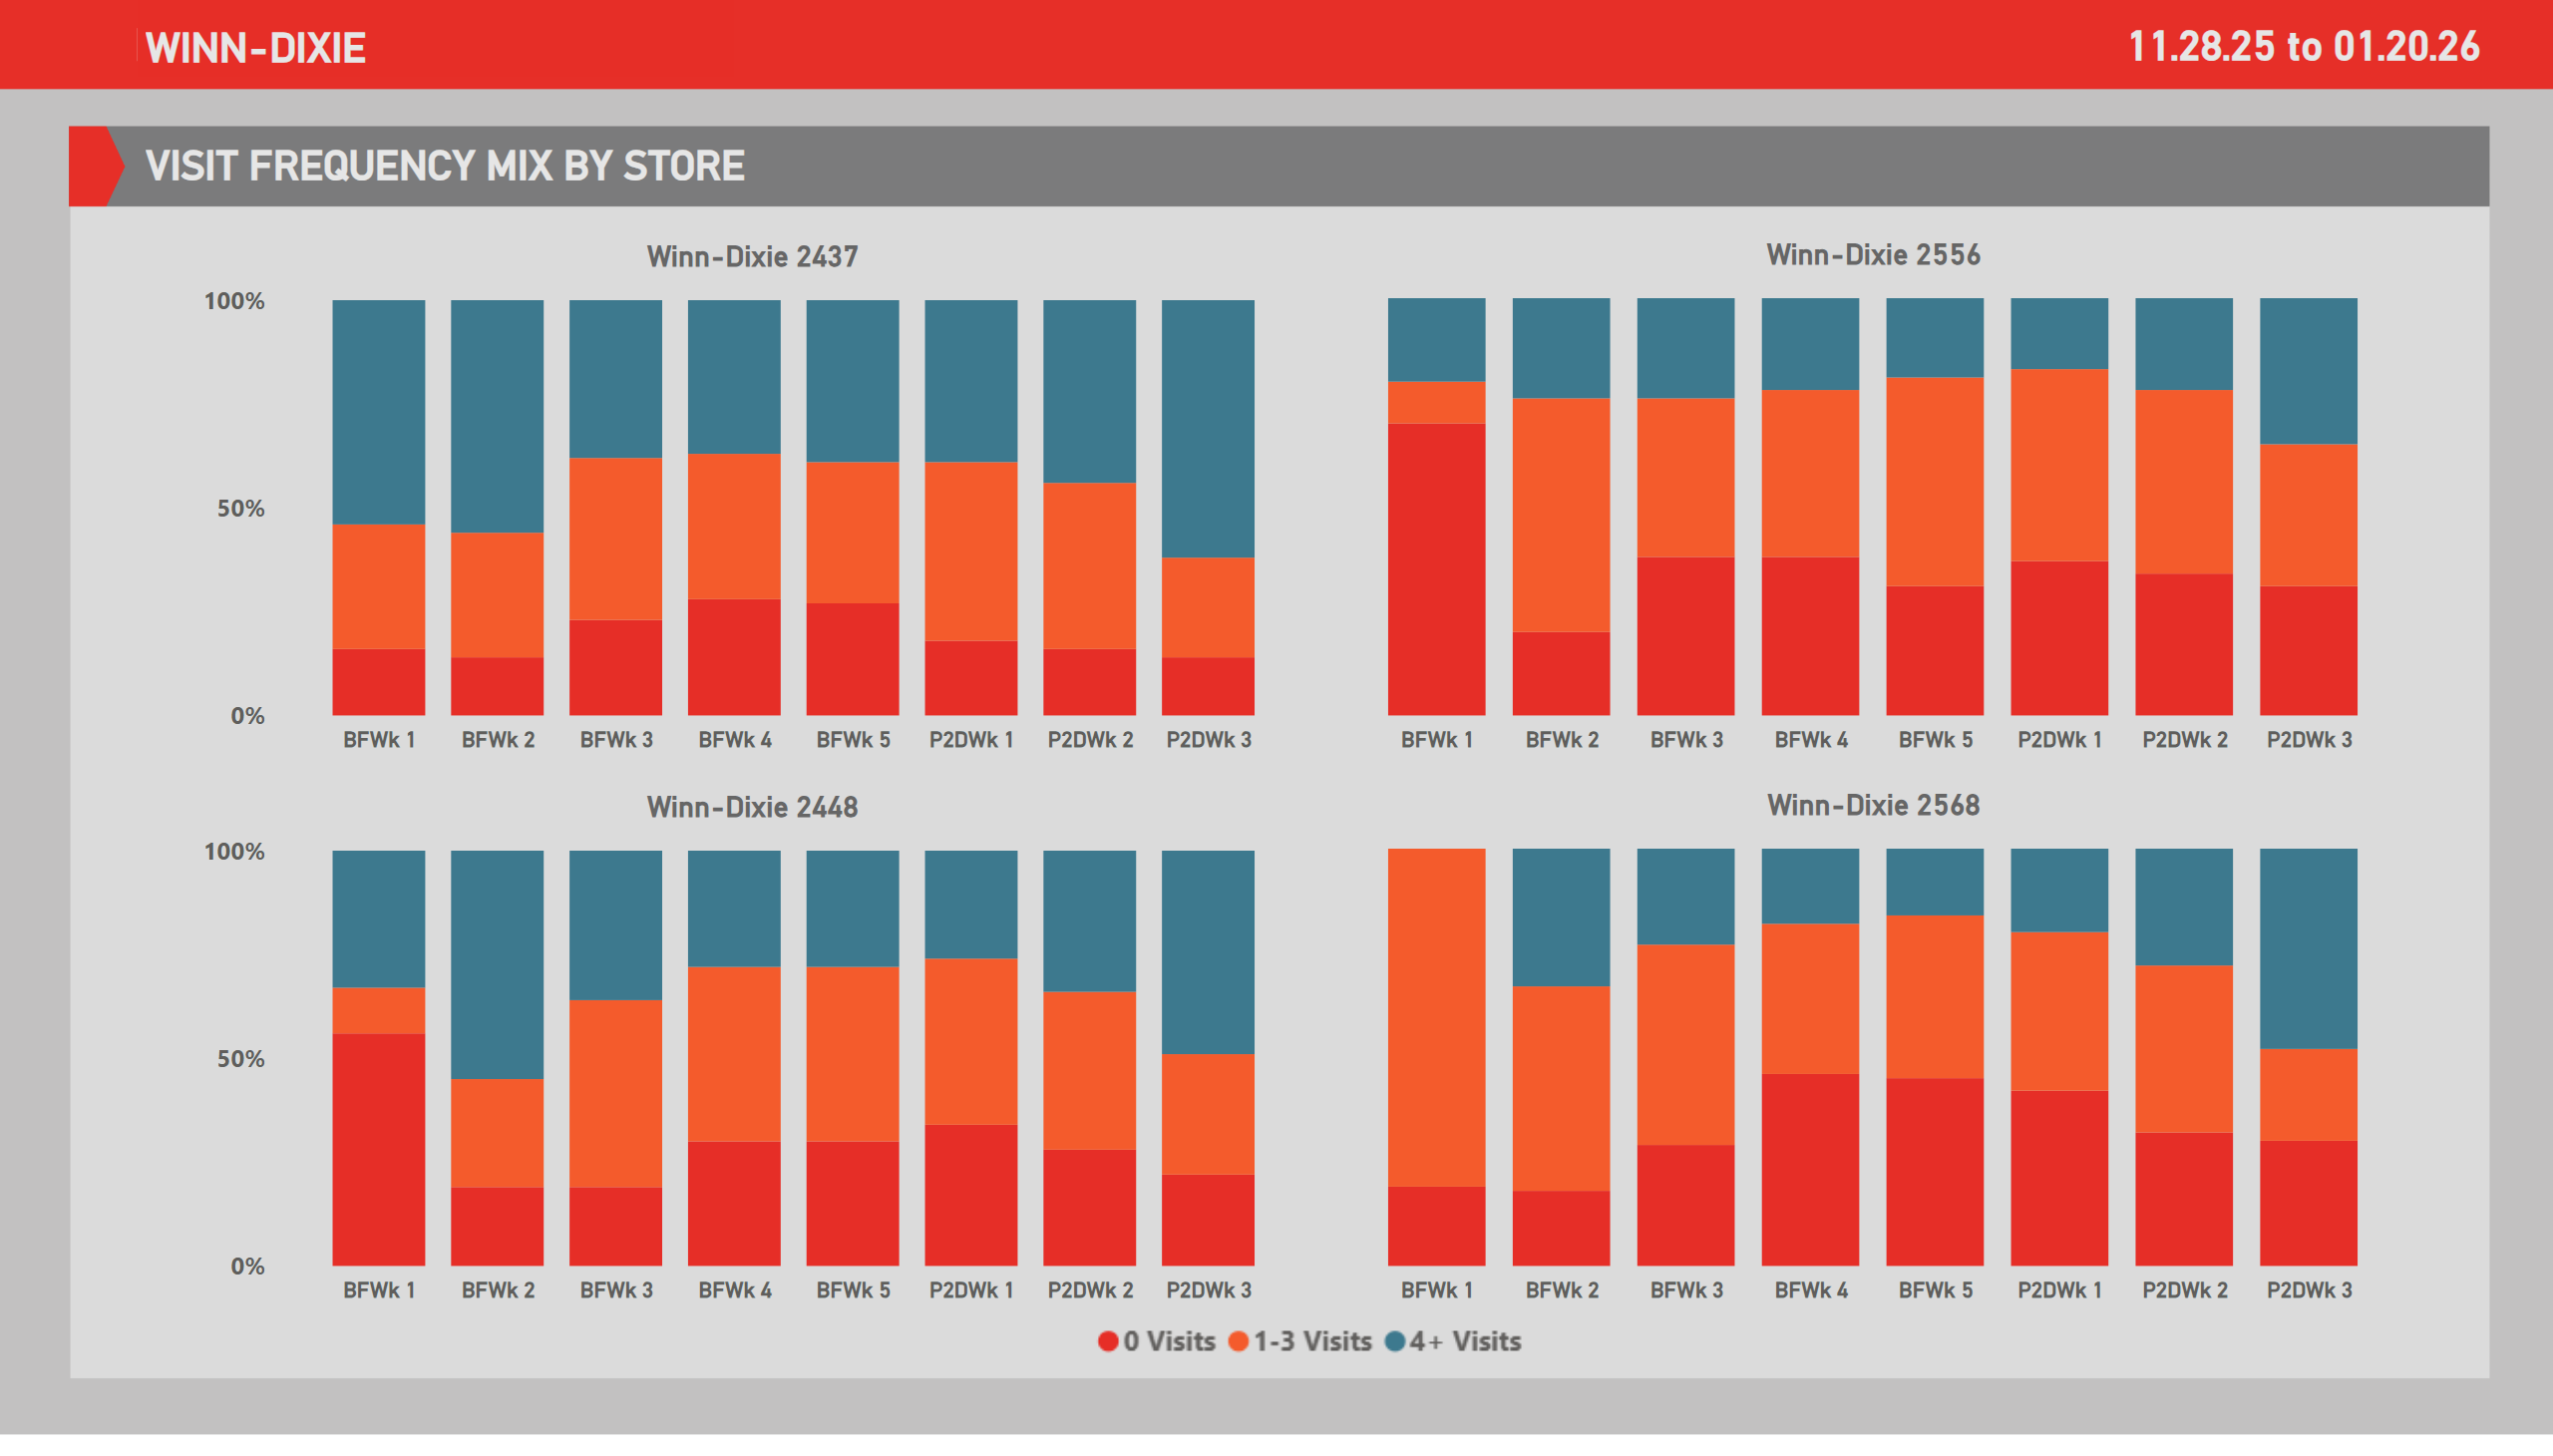 WINN-DIXIE
11.28.25 to 01.20.26
VISIT FREQUENCY MIX BY STORE
Winn-Dixie 2437
100%
50%
0%
BFWk 1 BFWk 2 BFWk 3 BFWk 4 BFWk 5 P2DWk 1 P2DWk 2 P2DWk 3
Winn-Dixie 2556
BFWk 1 BFWk 2 BFWk 3 BFWk 4 BFWk 5 P2DWk 1 P2DWk 2 P2DWk 3
Winn-Dixie 2448
100%
50%
0%
BFWk 1 BFWk 2 BFWk 3 BFWk 4 BFWk 5 P2DWk 1 P2DWk 2 P2DWk 3
Winn-Dixie 2568
BFWk 1 BFWk 2 BFWk 3 BFWk 4 BFWk 5 P2DWk 1 P2DWk 2 P2DWk 3
0 Visits 1-3 Visits 4+ Visits